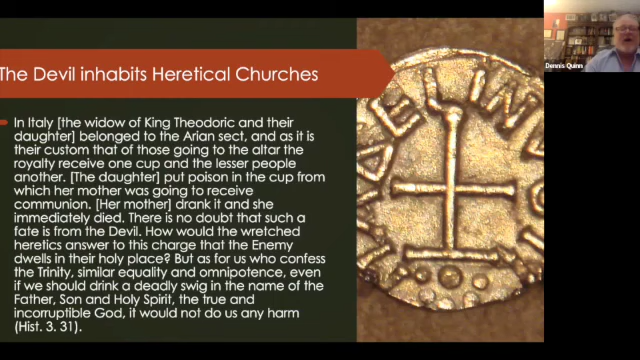 The Devil inhabits Heretical Churches
In Italy [the widow of King Theodoric and their
daughter] belonged to the Arian sect, and as it is
their custom that of those going to the altar the
royalty receive one cup and the lesser people
another. [The daughter] put poison in the cup from
which her mother was going to receive
communion. [Her mother] drank it and she
immediately died. There is no doubt that such a
fate is from the Devil. How would the wretched
heretics answer to this charge that the Enemy
dwells in their holy place? But as for us who confess
the Trinity, similar equality and omnipotence, even
if we should drink a deadly swig in the name of the
Father, Son and Holy Spirit, the true and
incorruptible God, it would not do us any harm
(Hist. 3. 31).
Dennis Quinn